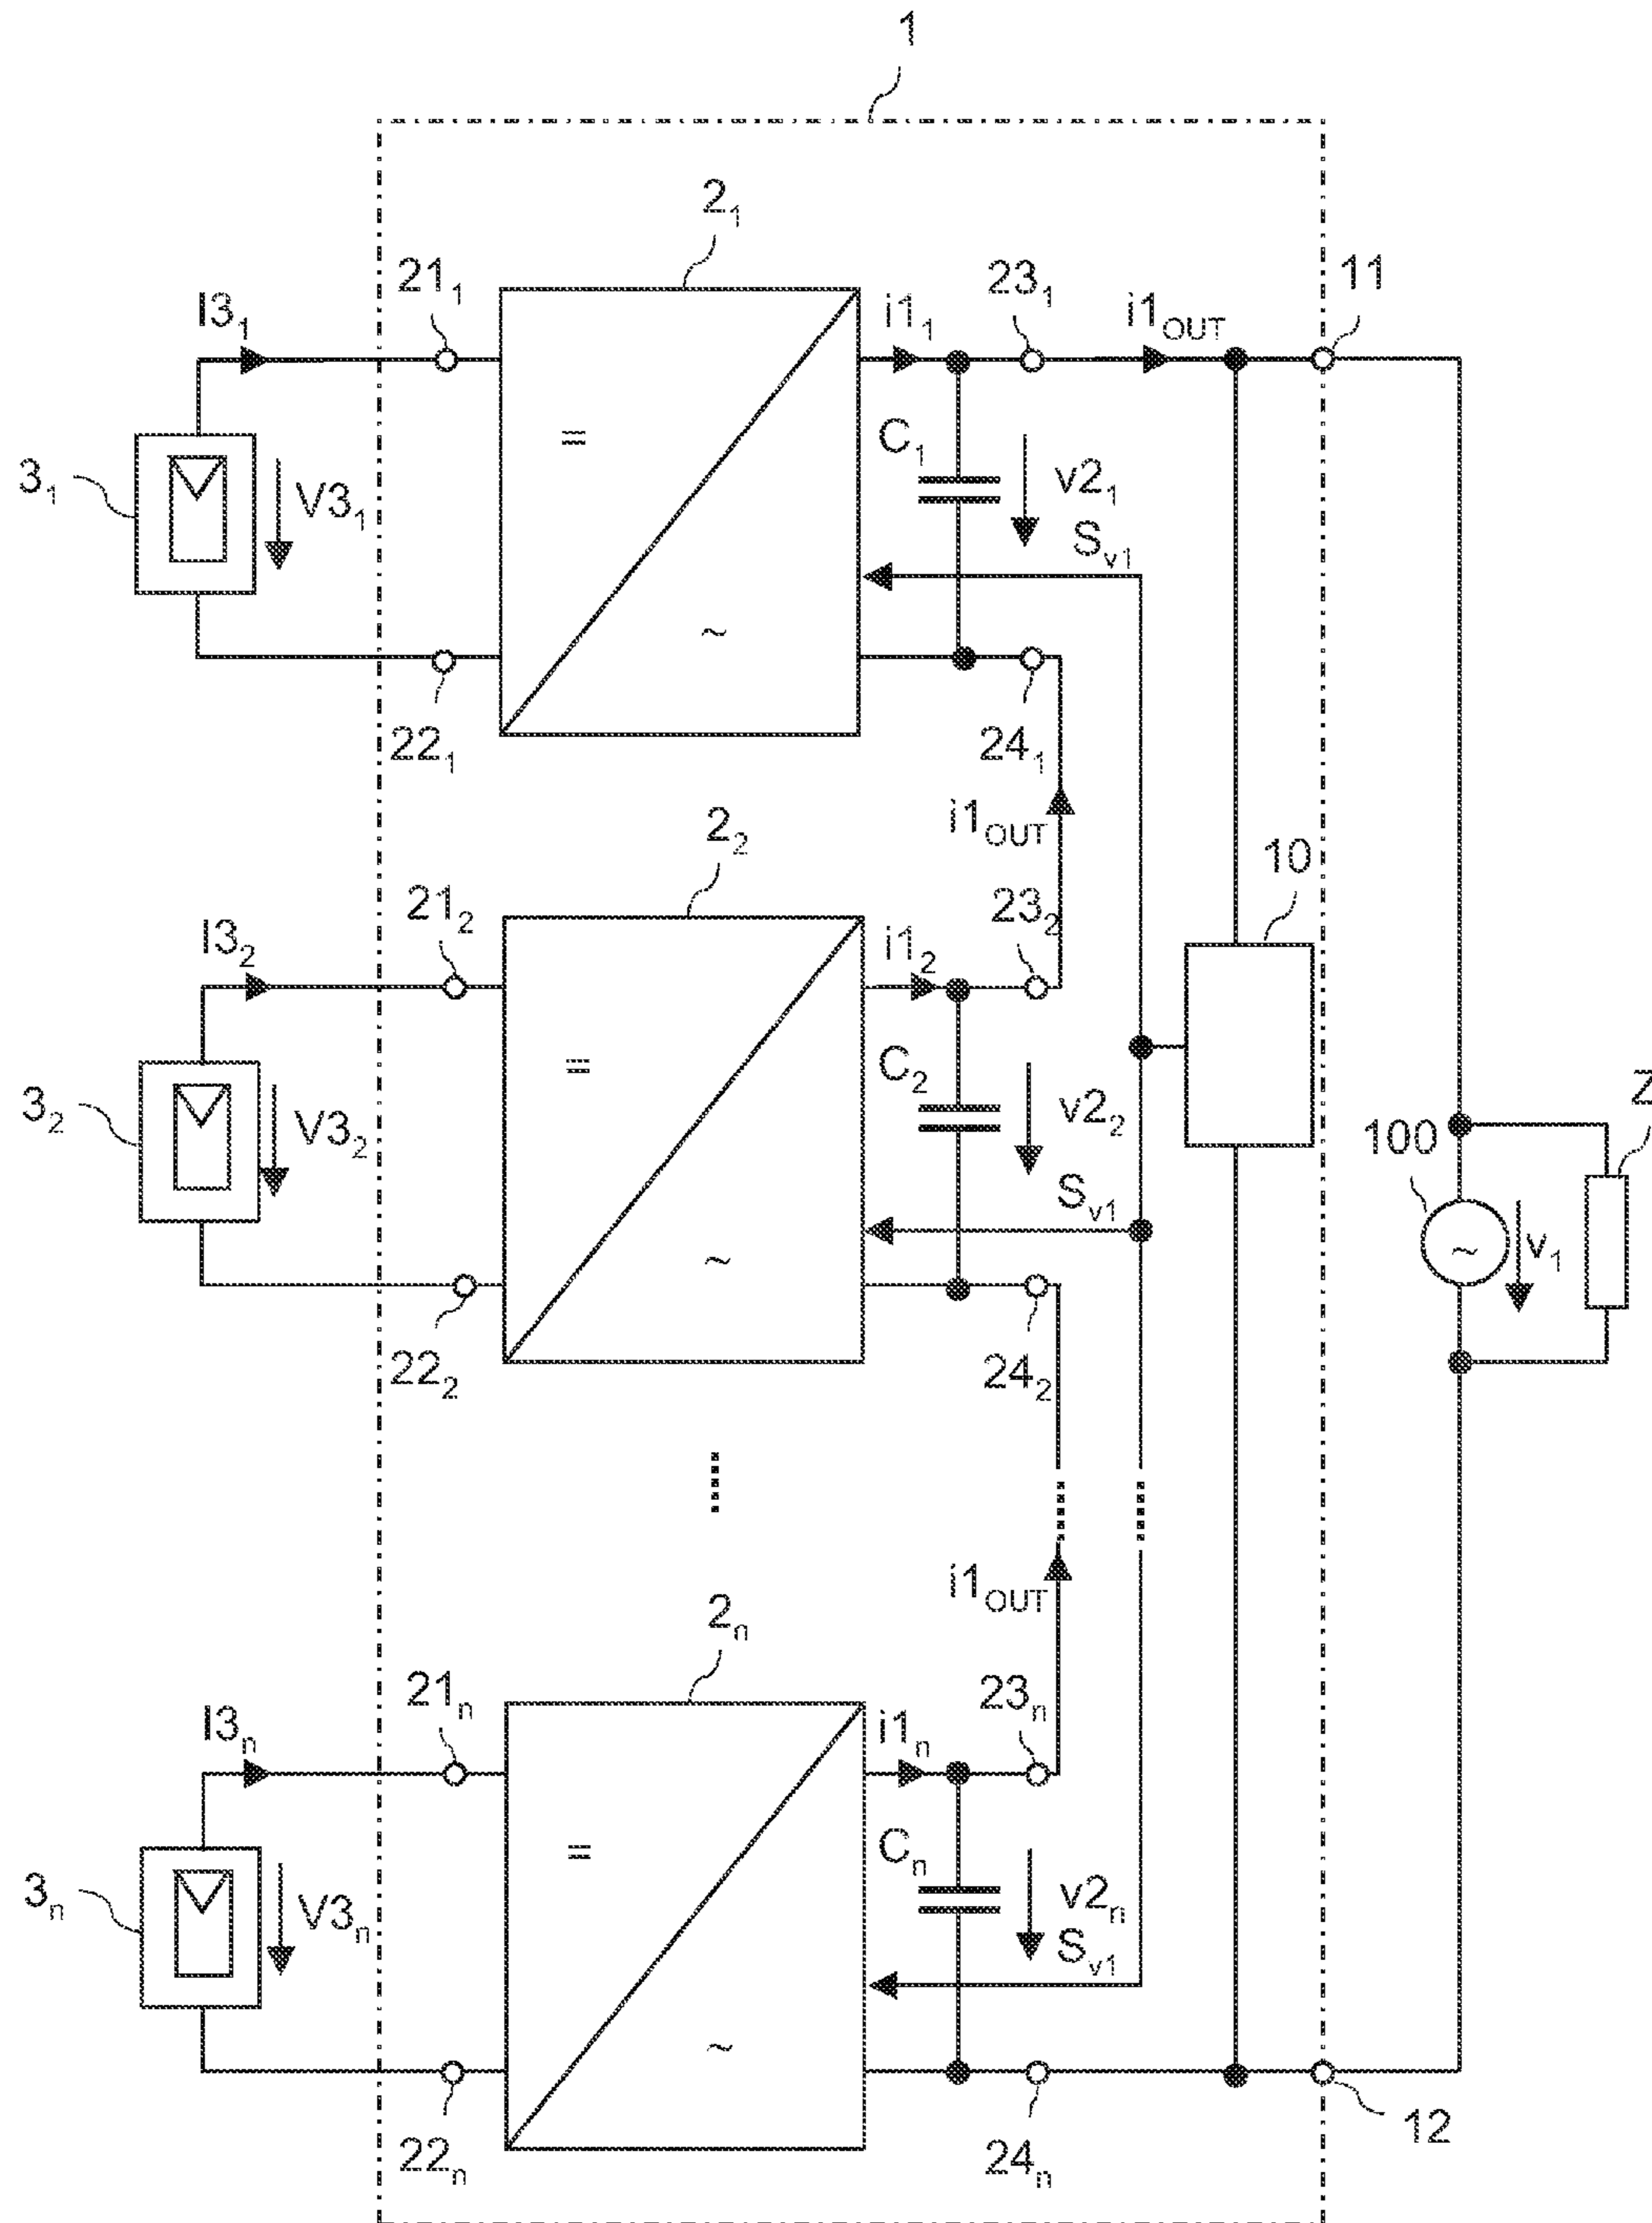 1
2₁
I3₁
21₁
i1₁
23₁
i1OUT
11
=
3₁
V3₁
C₁
v2₁
Sv1
~
22₁
24₁
i1OUT
2₂
10
I3₂
21₂
i1₂
23₂
=
3₂
V3₂
C₂
v2₂
Z
100
~
v₁
Sv1
~
22₂
24₂
i1OUT
2ₙ
I3ₙ
21ₙ
i1ₙ
23ₙ
=
3ₙ
V3ₙ
Cₙ
v2ₙ
Sv1
~
22ₙ
24ₙ
12